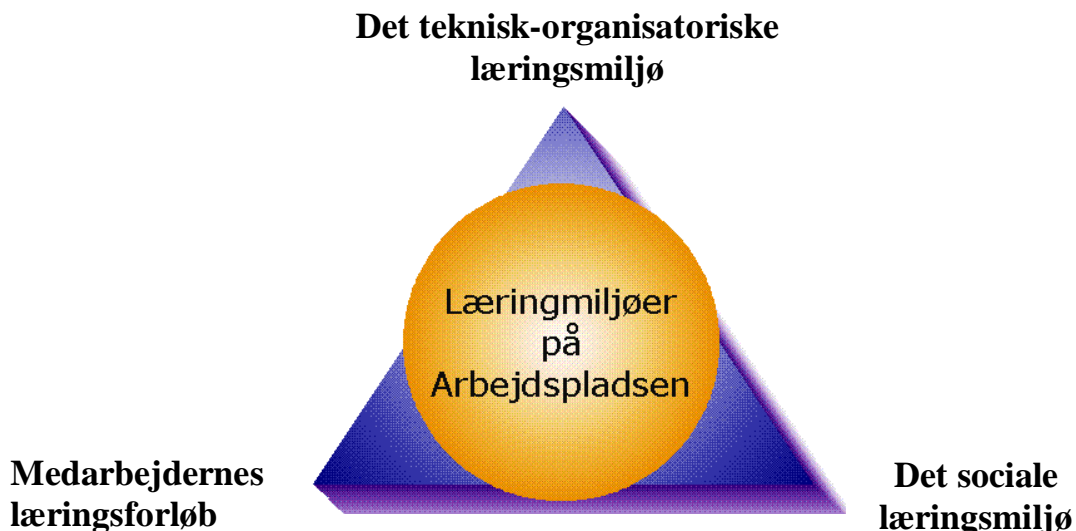 Det teknisk-organisatoriske
læringsmiljø
Læringmiljøer
på
Arbejdspladsen
Medarbejdernes
læringsforløb
Det sociale
læringsmiljø